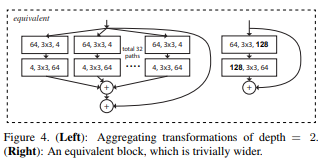 equivalent
64, 3x3, 4 64, 3x3, 4 total 32 paths 64, 3x3, 4 64, 3x3, 128
4, 3x3, 64 4, 3x3, 64 .... 4, 3x3, 64 128, 3x3, 64
+ +
+
Figure 4. (Left): Aggregating transformations of depth = 2.
(Right): An equivalent block, which is trivially wider.